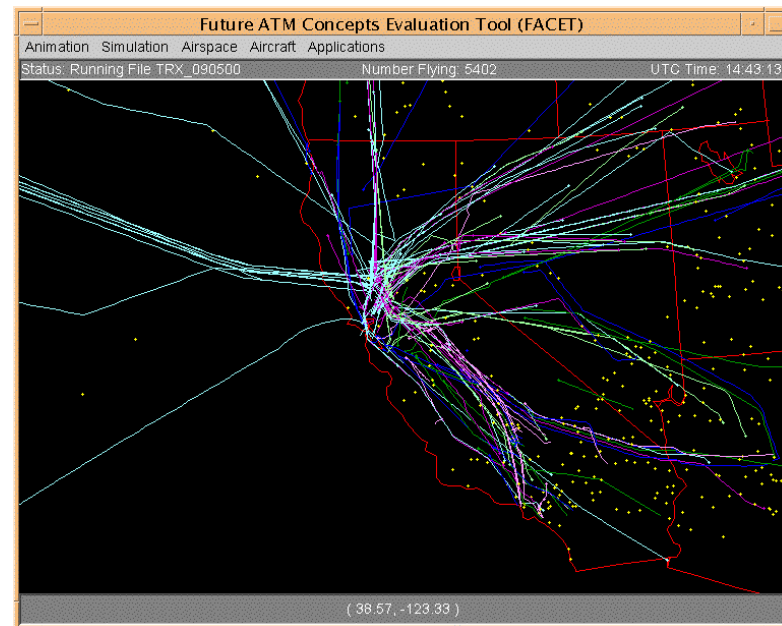 Future ATM Concepts Evaluation Tool (FACET)
Animation Simulation Airspace Aircraft Applications
Status: Running File TRX_090500 Number Flying: 5402 UTC Time: 14:43:13
( 38.57, -123.33 )